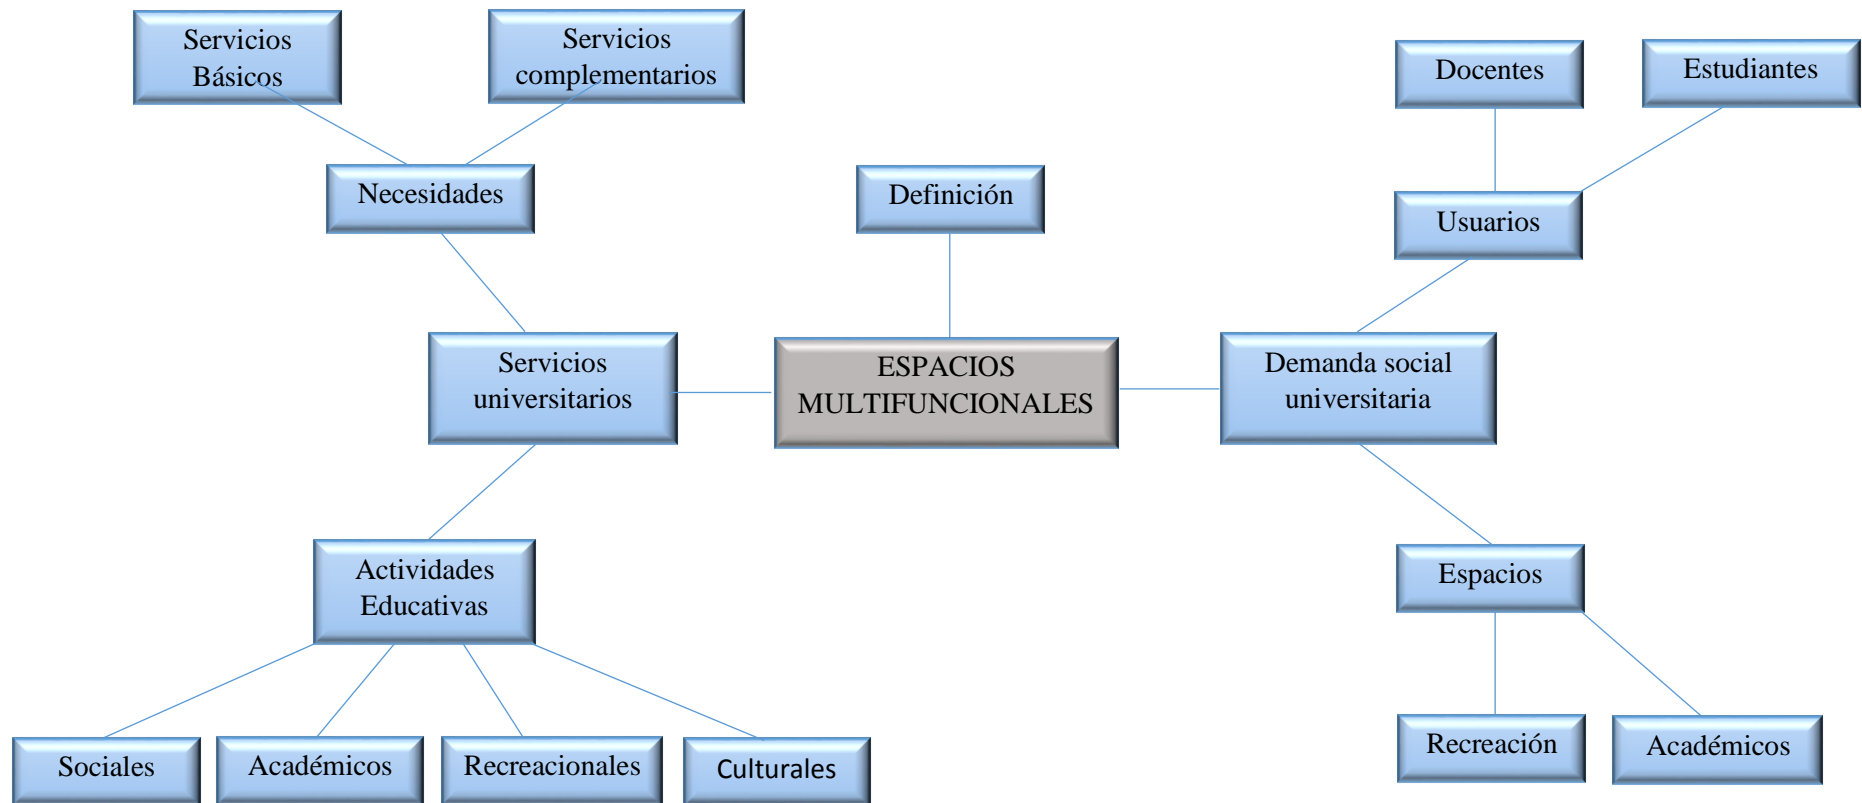 Servicios
Básicos
Servicios
complementarios
Docentes
Estudiantes
Necesidades
Definición
Usuarios
Servicios
universitarios
ESPACIOS
MULTIFUNCIONALES
Demanda social
universitaria
Actividades
Educativas
Espacios
Sociales
Académicos
Recreacionales
Culturales
Recreación
Académicos